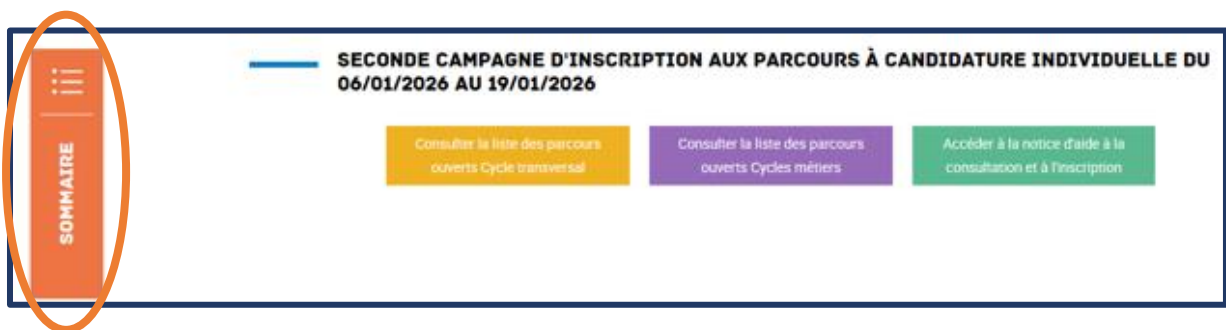 SOMMAIRE
SECONDE CAMPAGNE D'INSCRIPTION AUX PARCOURS À CANDIDATURE INDIVIDUELLE DU
06/01/2026 AU 19/01/2026
Consulter la liste des parcours
ouverts Cycle transversal
Consulter la liste des parcours
ouverts Cycles métiers
Accéder à la notice d'aide à la
consultation et à l'inscription